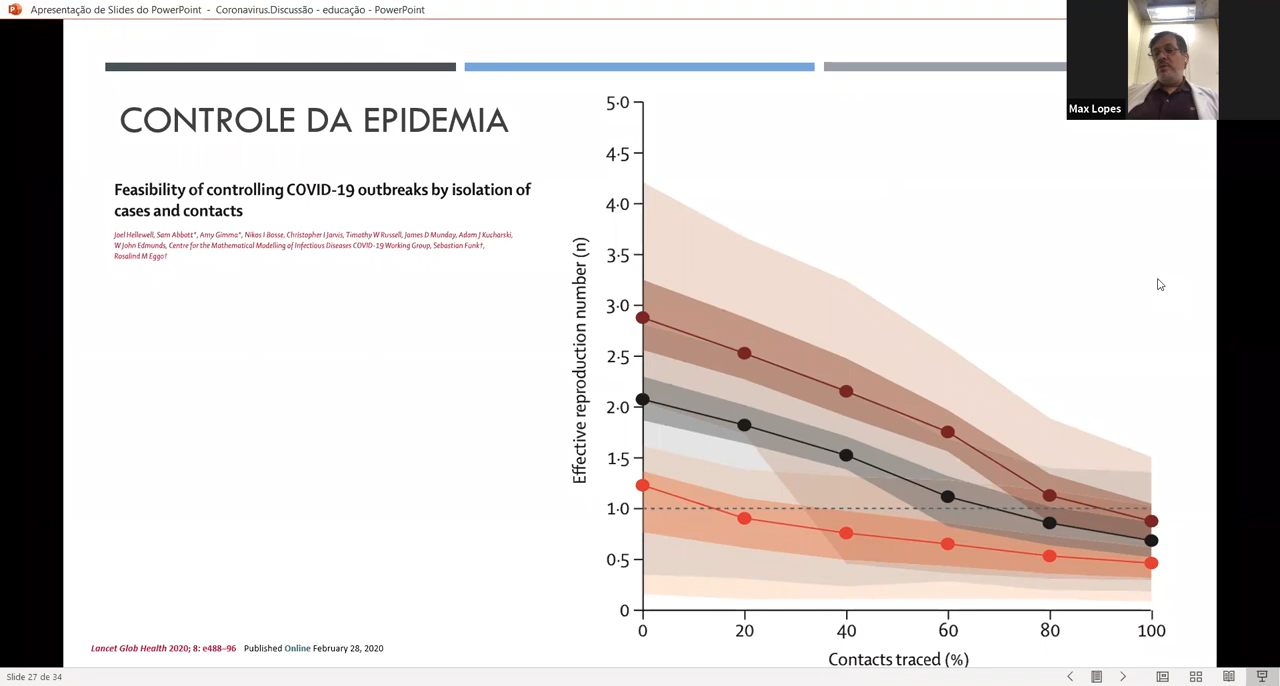 Apresentação de Slides do PowerPoint - Coronavirus.Discussão - educação - PowerPoint
Max Lopes
CONTROLE DA EPIDEMIA
Feasibility of controlling COVID-19 outbreaks by isolation of
cases and contacts
Joel Hellewell, Sam Abbott*, Amy Gimma*, Nikos I Bosse, Christopher I Jarvis, Timothy W Russell, James D Munday, Adam J Kucharski,
W John Edmunds, Centre for the Mathematical Modelling of Infectious Diseases COVID-19 Working Group, Sebastian Funk†,
Rosalind M Eggo†
Effective reproduction number (n)
5·0
4·5
4·0
3·5
3·0
2·5
2·0
1·5
1·0
0·5
0
0 20 40 60 80 100
Contacts traced (%)
Lancet Glob Health 2020; 8: e488–96 Published Online February 28, 2020
Slide 27 de 34